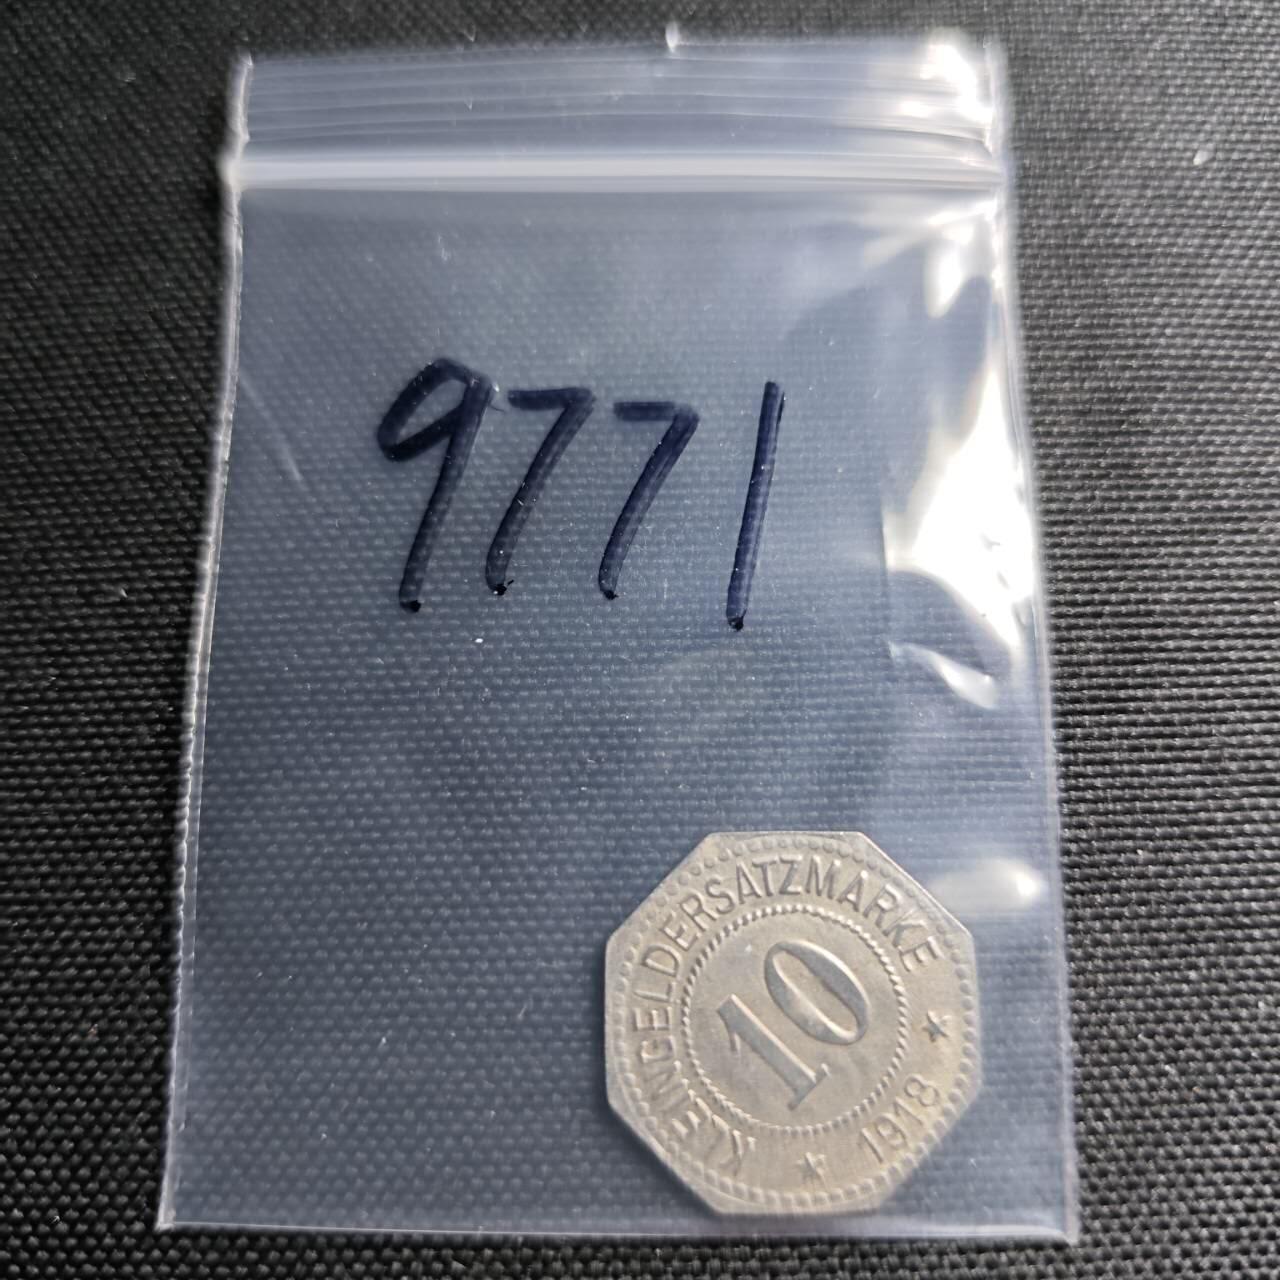 9771
KLEINGELDERSATZMARKE
10
★ 1918 ★